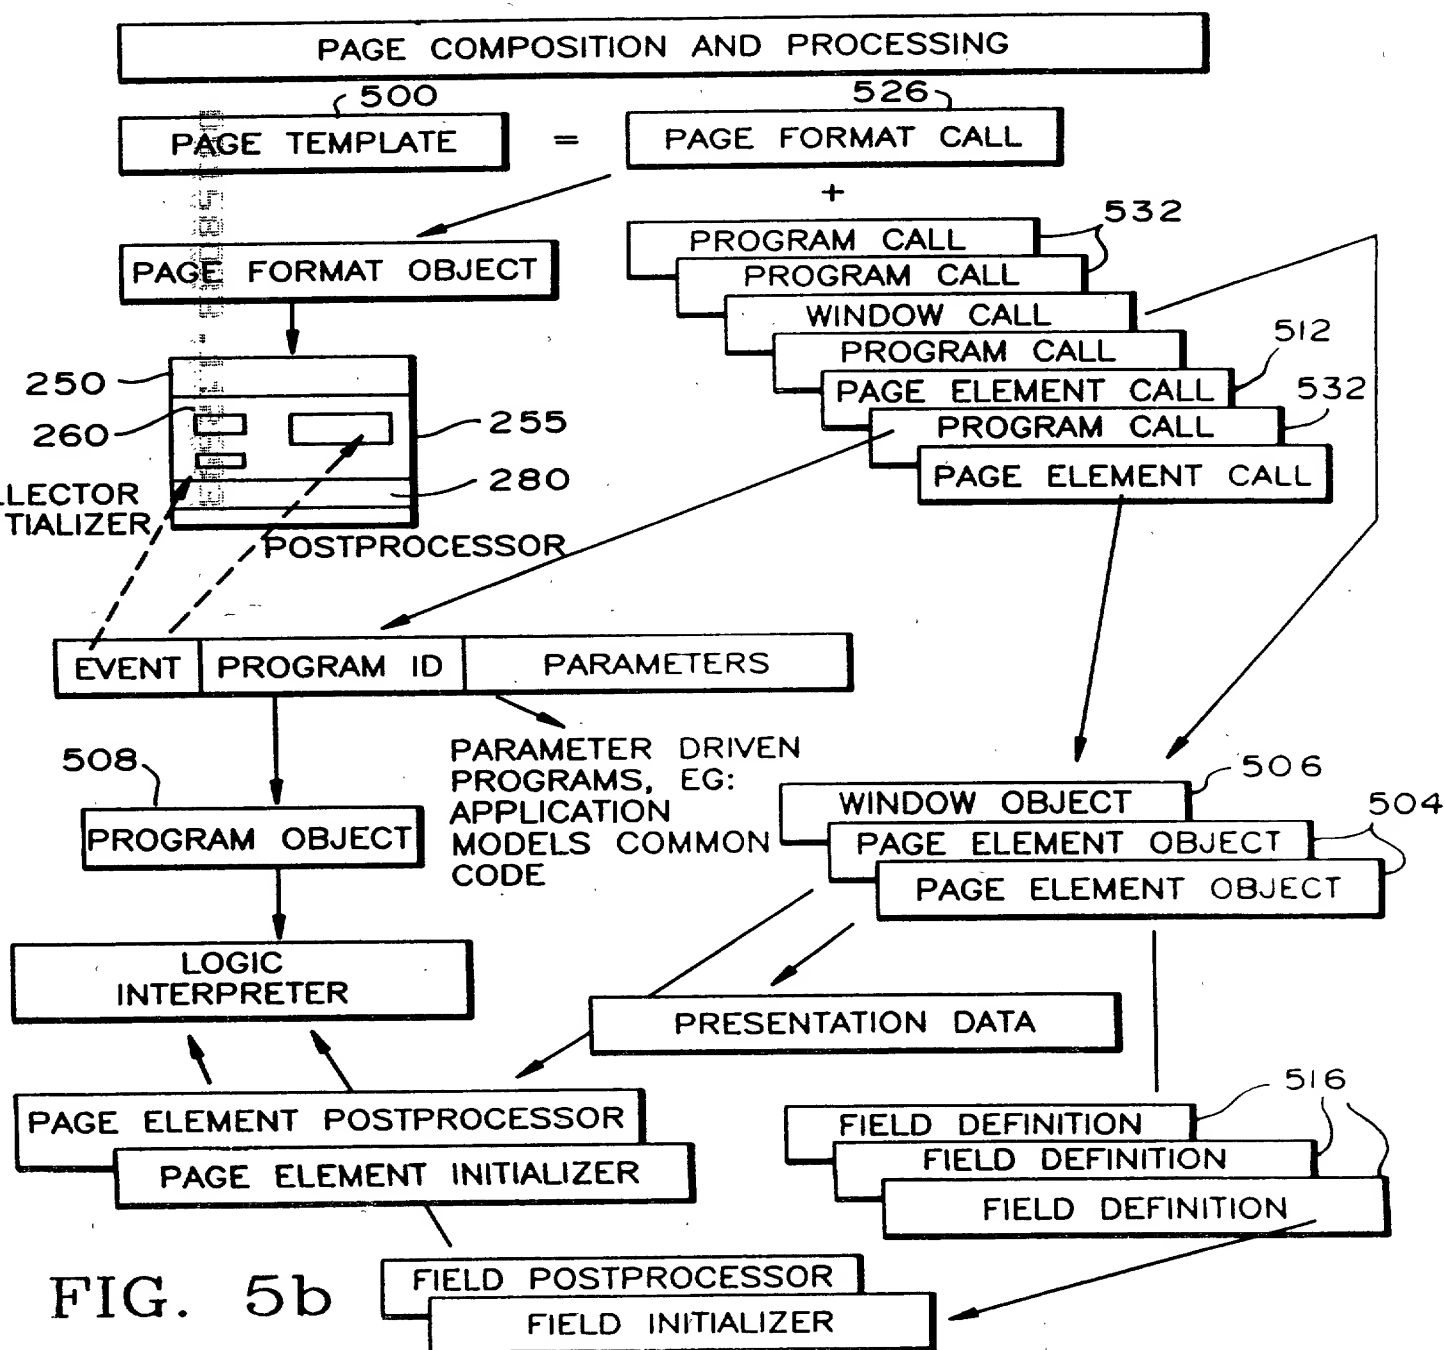 PAGE COMPOSITION AND PROCESSING
500
526
PAGE TEMPLATE = PAGE FORMAT CALL
+
532
PROGRAM CALL
PROGRAM CALL
WINDOW CALL
PROGRAM CALL
512
PAGE ELEMENT CALL
532
PROGRAM CALL
PAGE ELEMENT CALL
PAGE FORMAT OBJECT
250
260
255
280
LLECTOR
TIALIZER
POSTPROCESSOR
EVENT
PROGRAM ID
PARAMETERS
508
PROGRAM OBJECT
PARAMETER DRIVEN
PROGRAMS, EG:
APPLICATION
MODELS COMMON
CODE
506
WINDOW OBJECT
504
PAGE ELEMENT OBJECT
PAGE ELEMENT OBJECT
LOGIC
INTERPRETER
PRESENTATION DATA
PAGE ELEMENT POSTPROCESSOR
PAGE ELEMENT INITIALIZER
516
FIELD DEFINITION
FIELD DEFINITION
FIELD DEFINITION
FIELD POSTPROCESSOR
FIELD INITIALIZER
FIG. 5b